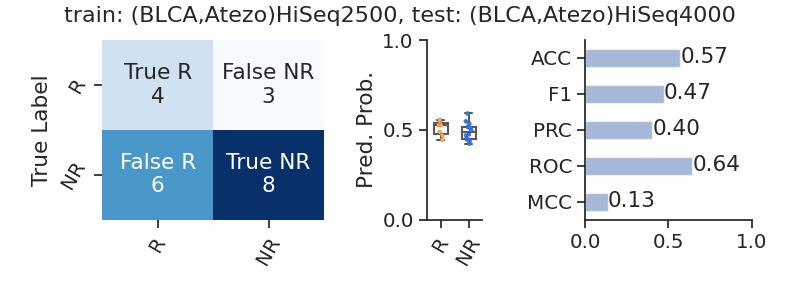 train: (BLCA,Atezo)HiSeq2500, test: (BLCA,Atezo)HiSeq4000
True Label
R
NR
True R
4
False NR
3
False R
6
True NR
8
R
NR
Pred. Prob.
1.0
0.5
0.0
R
NR
ACC
0.57
F1
0.47
PRC
0.40
ROC
0.64
MCC
0.13
0.0
0.5
1.0